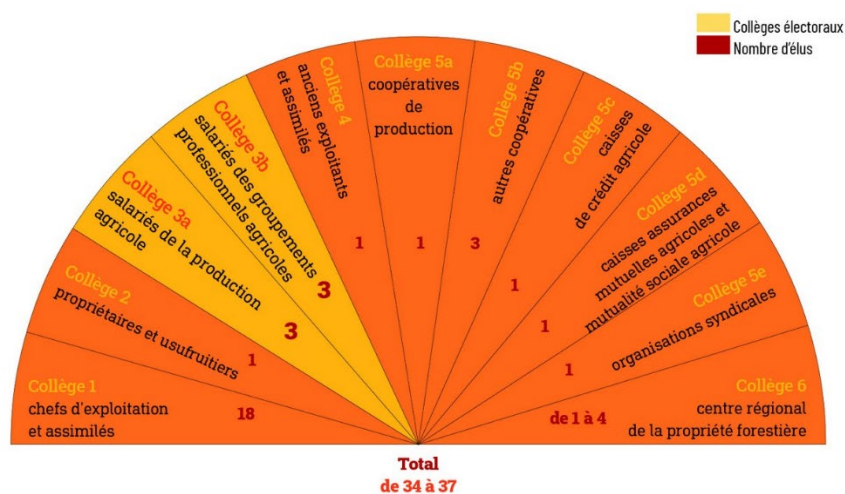 Collèges électoraux
Nombre d'élus
Collège 1
chefs d'exploitation
et assimilés
18
Collège 2
propriétaires et usufruitiers
1
Collège 3a
salariés de la production
agricole
3
Collège 3b
salariés des groupements
professionnels agricoles
3
Collège 4
anciens exploitants
et assimilés
1
Collège 5a
coopératives
de
production
1
Collège 5b
autres coopératives
3
Collège 5c
caisses
de crédit agricole
1
Collège 5d
caisses assurances
mutuelles agricoles et
mutualité sociale agricole
1
Collège 5e
organisations syndicales
1
Collège 6
centre régional
de la propriété forestière
de 1 à 4
Total
de 34 à 37